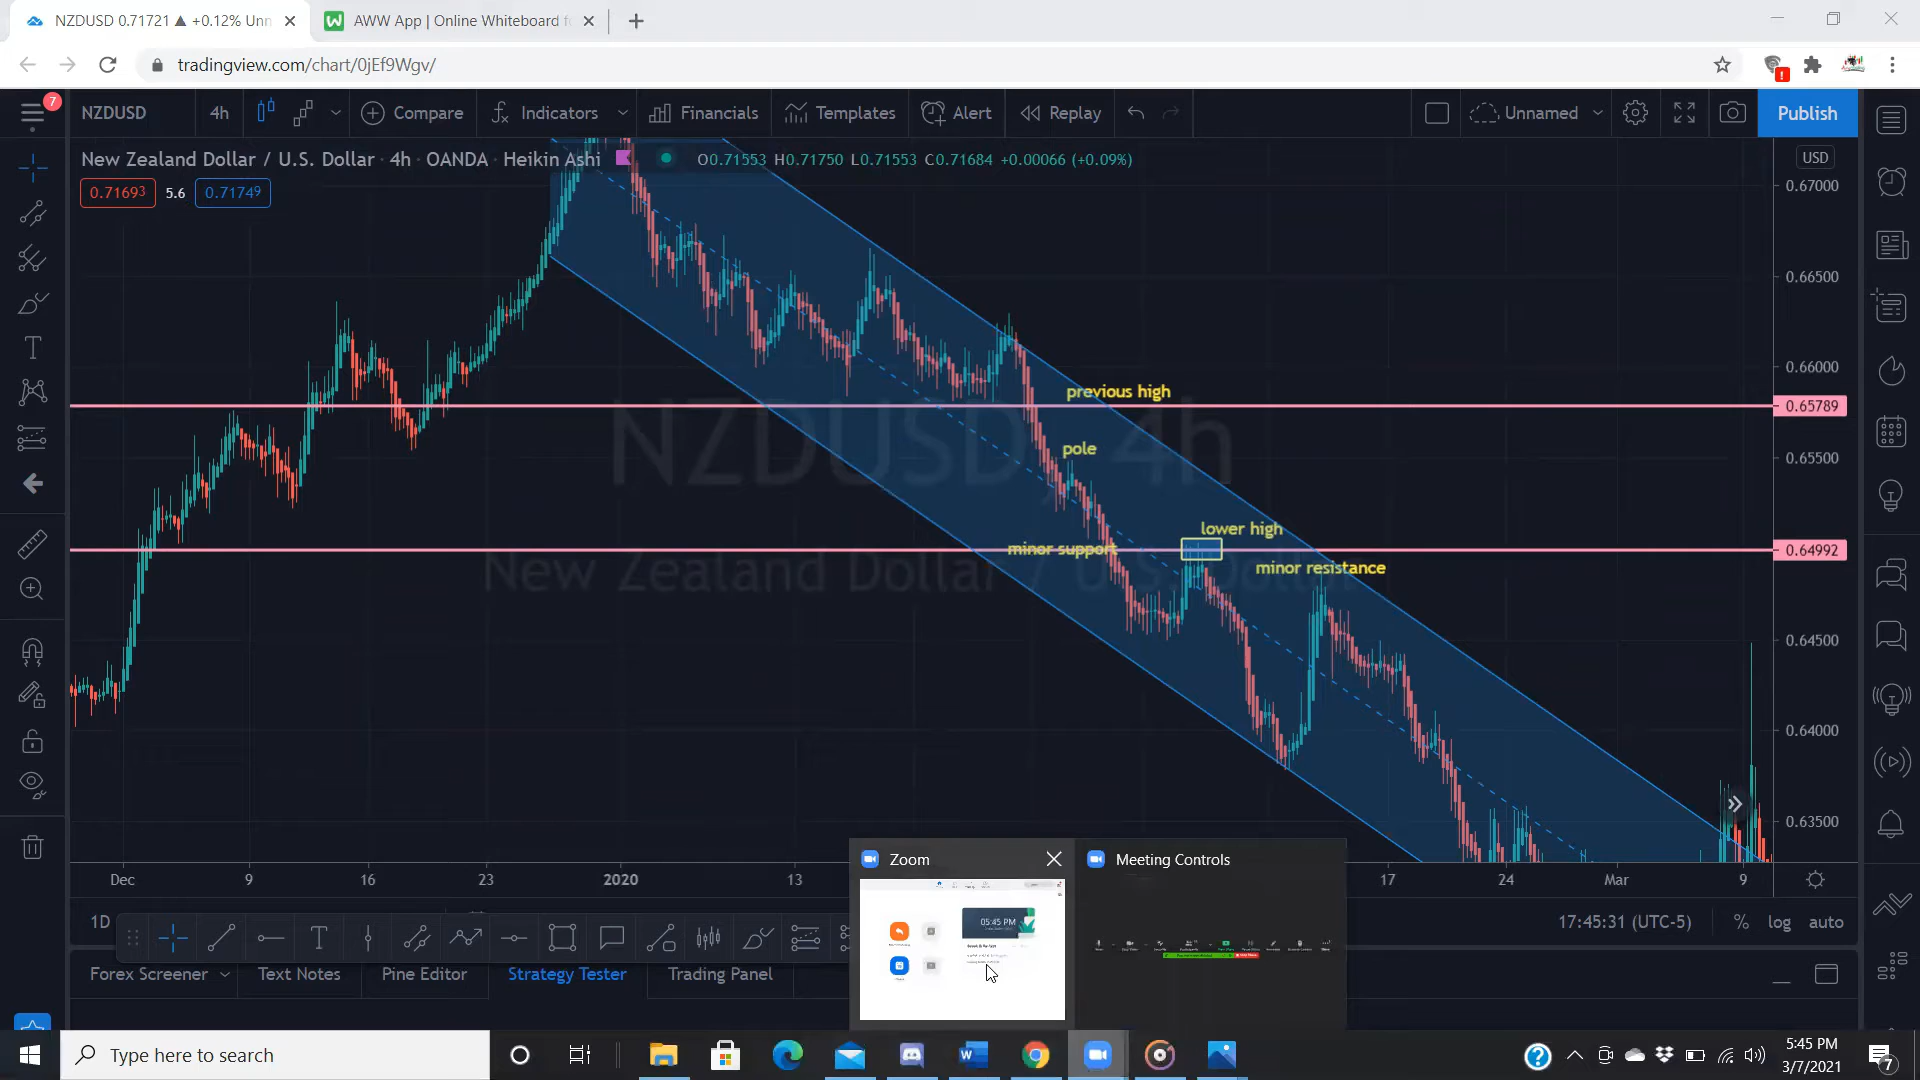 NZDUSD 0.71721 ▲ +0.12% Unn
AWW App | Online Whiteboard f
tradingview.com/chart/0jEf9Wgv/
7
NZDUSD 4h Compare Indicators Financials Templates Alert Replay Unnamed Publish
New Zealand Dollar / U.S. Dollar · 4h · OANDA · Heikin Ashi O0.71553 H0.71750 L0.71553 C0.71684 +0.00066 (+0.09%)
USD
0.71693 5.6 0.71749
0.67000
0.66500
0.66000
previous high
0.65789
NZDUSD, 4h
pole
0.65500
lower high
minor support
0.64992
New Zealand Dollar / U.S. Dollar
minor resistance
0.64500
0.64000
0.63500
Zoom
Meeting Controls
Dec 9 16 23 2020 13 17 24 Mar 9
05:45 PM
1D
17:45:31 (UTC-5) % log auto
Forex Screener Text Notes Pine Editor Strategy Tester Trading Panel
Type here to search
5:45 PM
3/7/2021
7